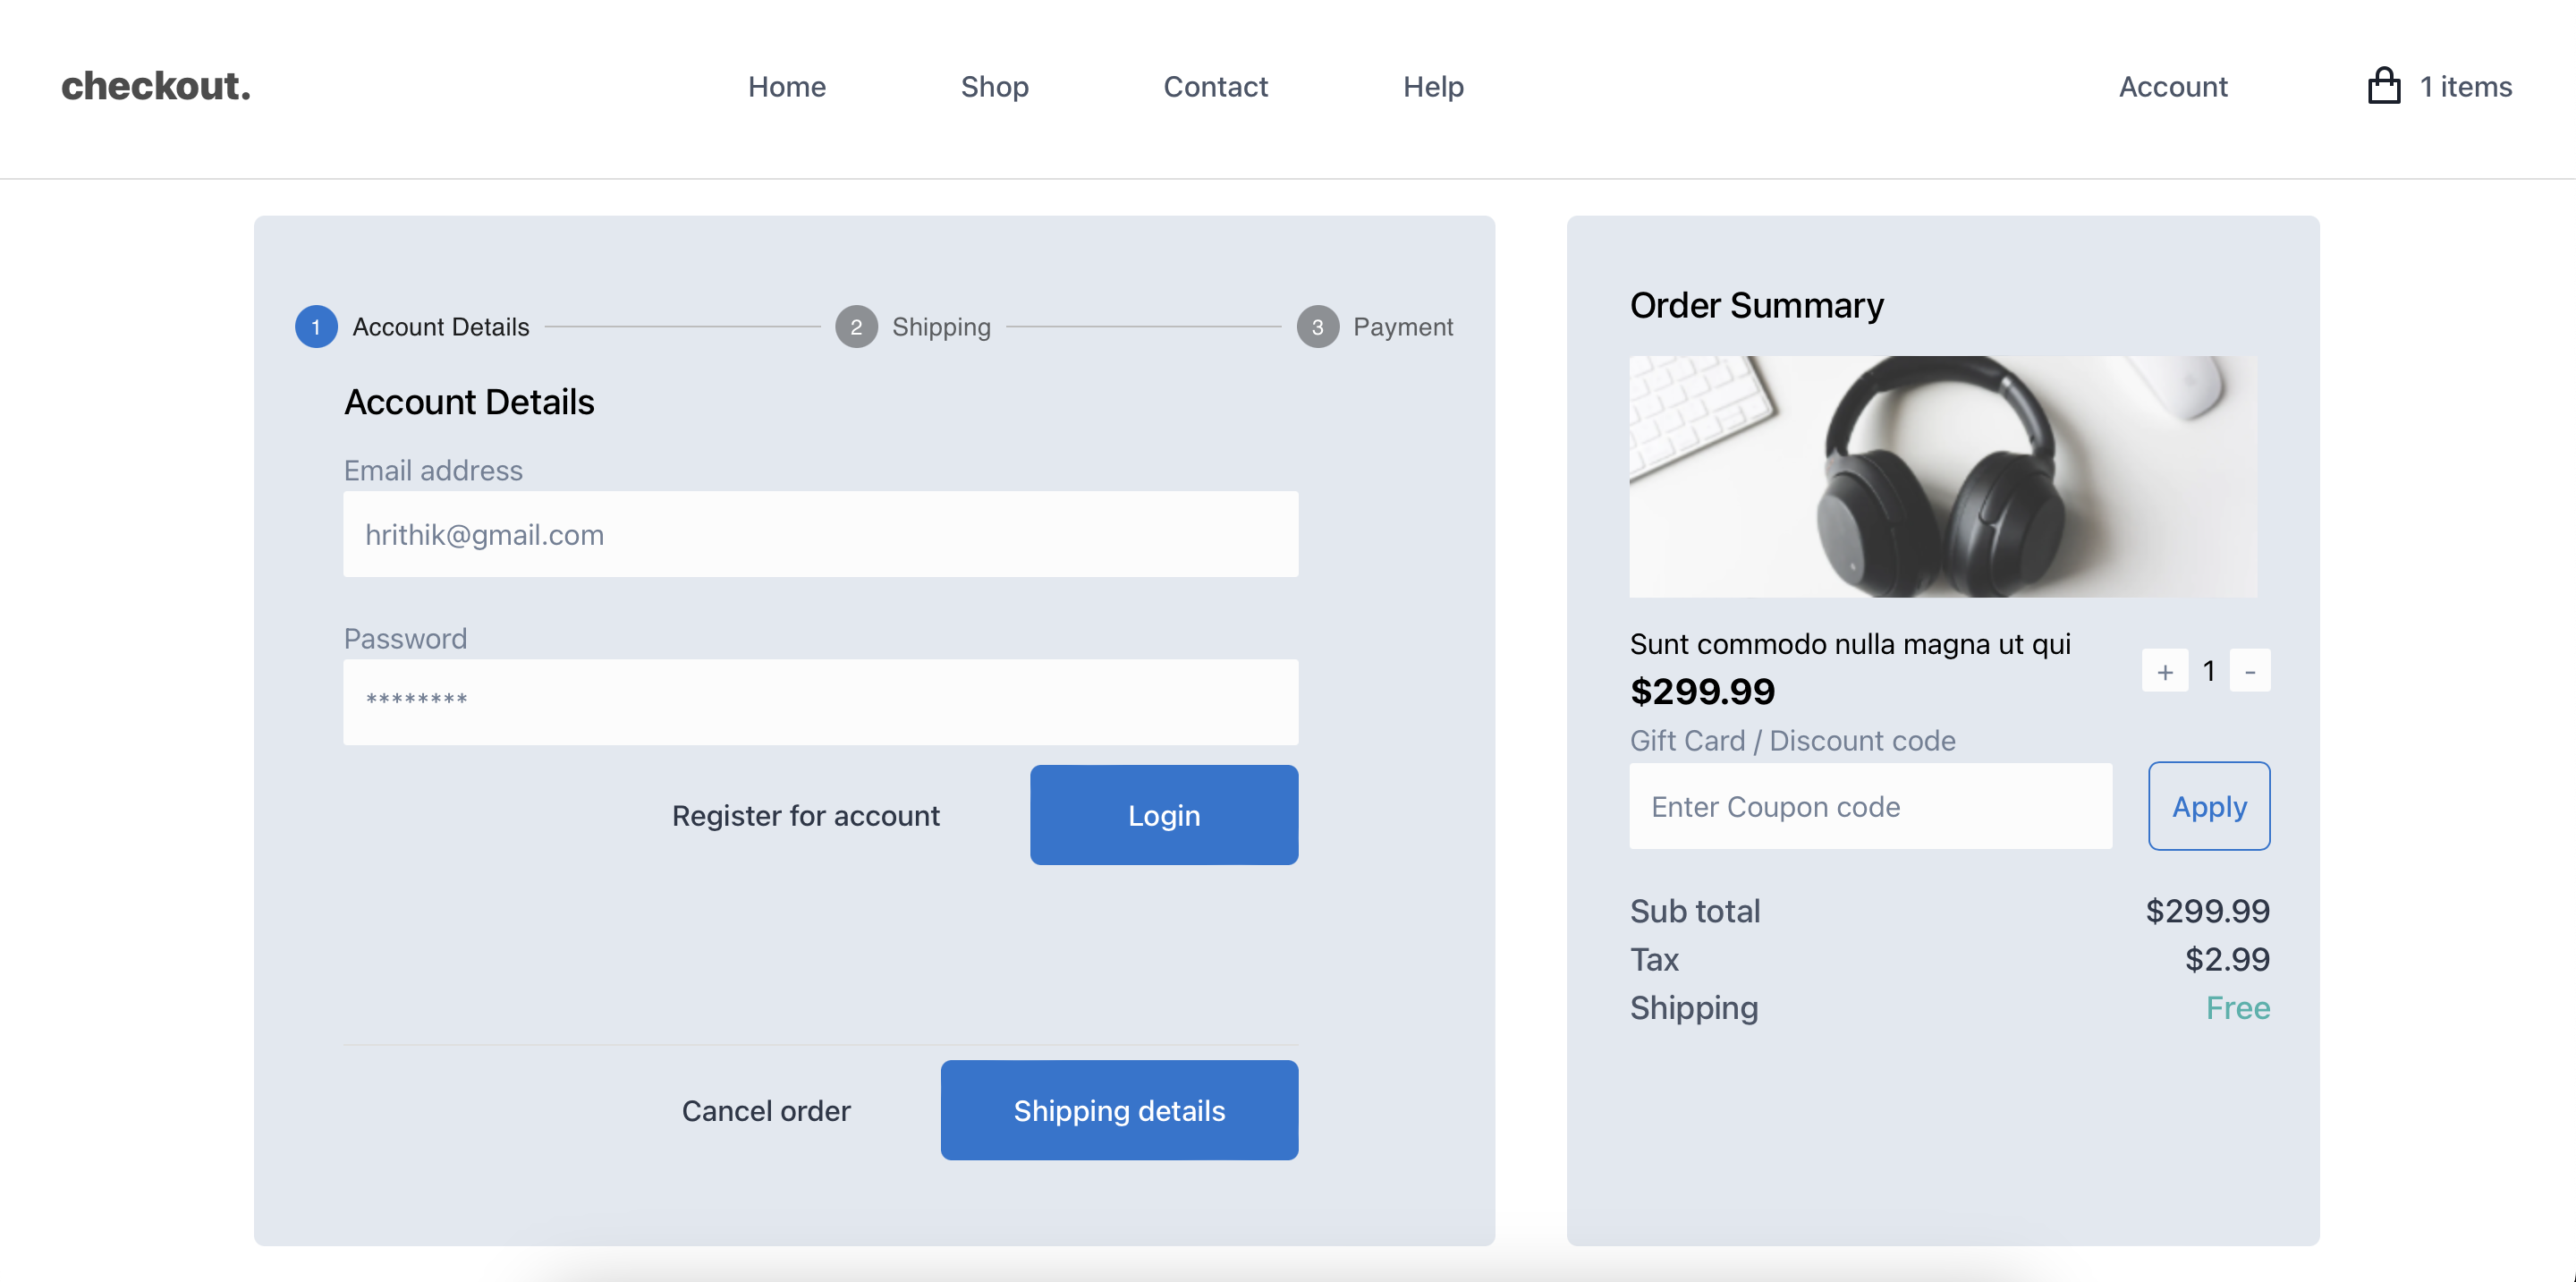 checkout.
Home Shop Contact Help Account 1 items
1 Account Details 2 Shipping 3 Payment
Account Details
Email address
hrithik@gmail.com
Password
********
Register for account Login
Cancel order Shipping details
Order Summary
Sunt commodo nulla magna ut qui
$299.99
+ 1 -
Gift Card / Discount code
Enter Coupon code Apply
Sub total $299.99
Tax $2.99
Shipping Free